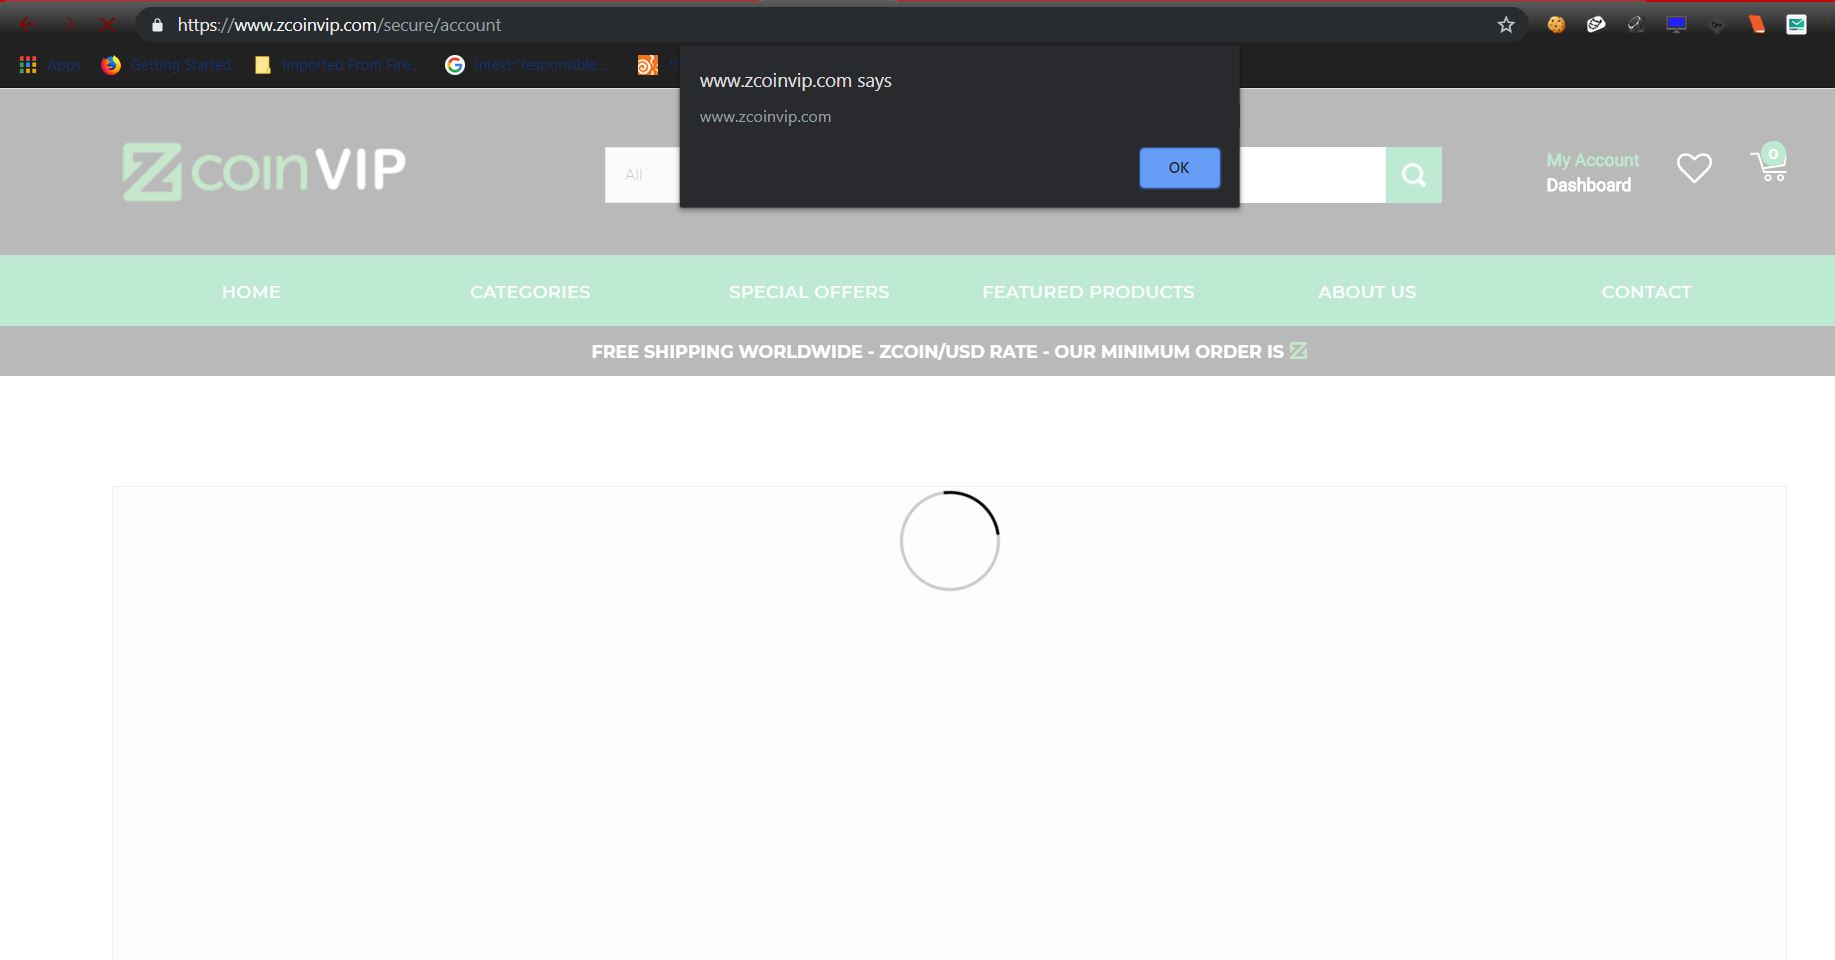 https://www.zcoinvip.com/secure/account
Apps
Getting Started
Imported From Fire...
intext:"responsible...
www.zcoinvip.com says
www.zcoinvip.com
OK
Zcoin VIP
All
My Account
Dashboard
0
HOME
CATEGORIES
SPECIAL OFFERS
FEATURED PRODUCTS
ABOUT US
CONTACT
FREE SHIPPING WORLDWIDE - ZCOIN/USD RATE - OUR MINIMUM ORDER IS